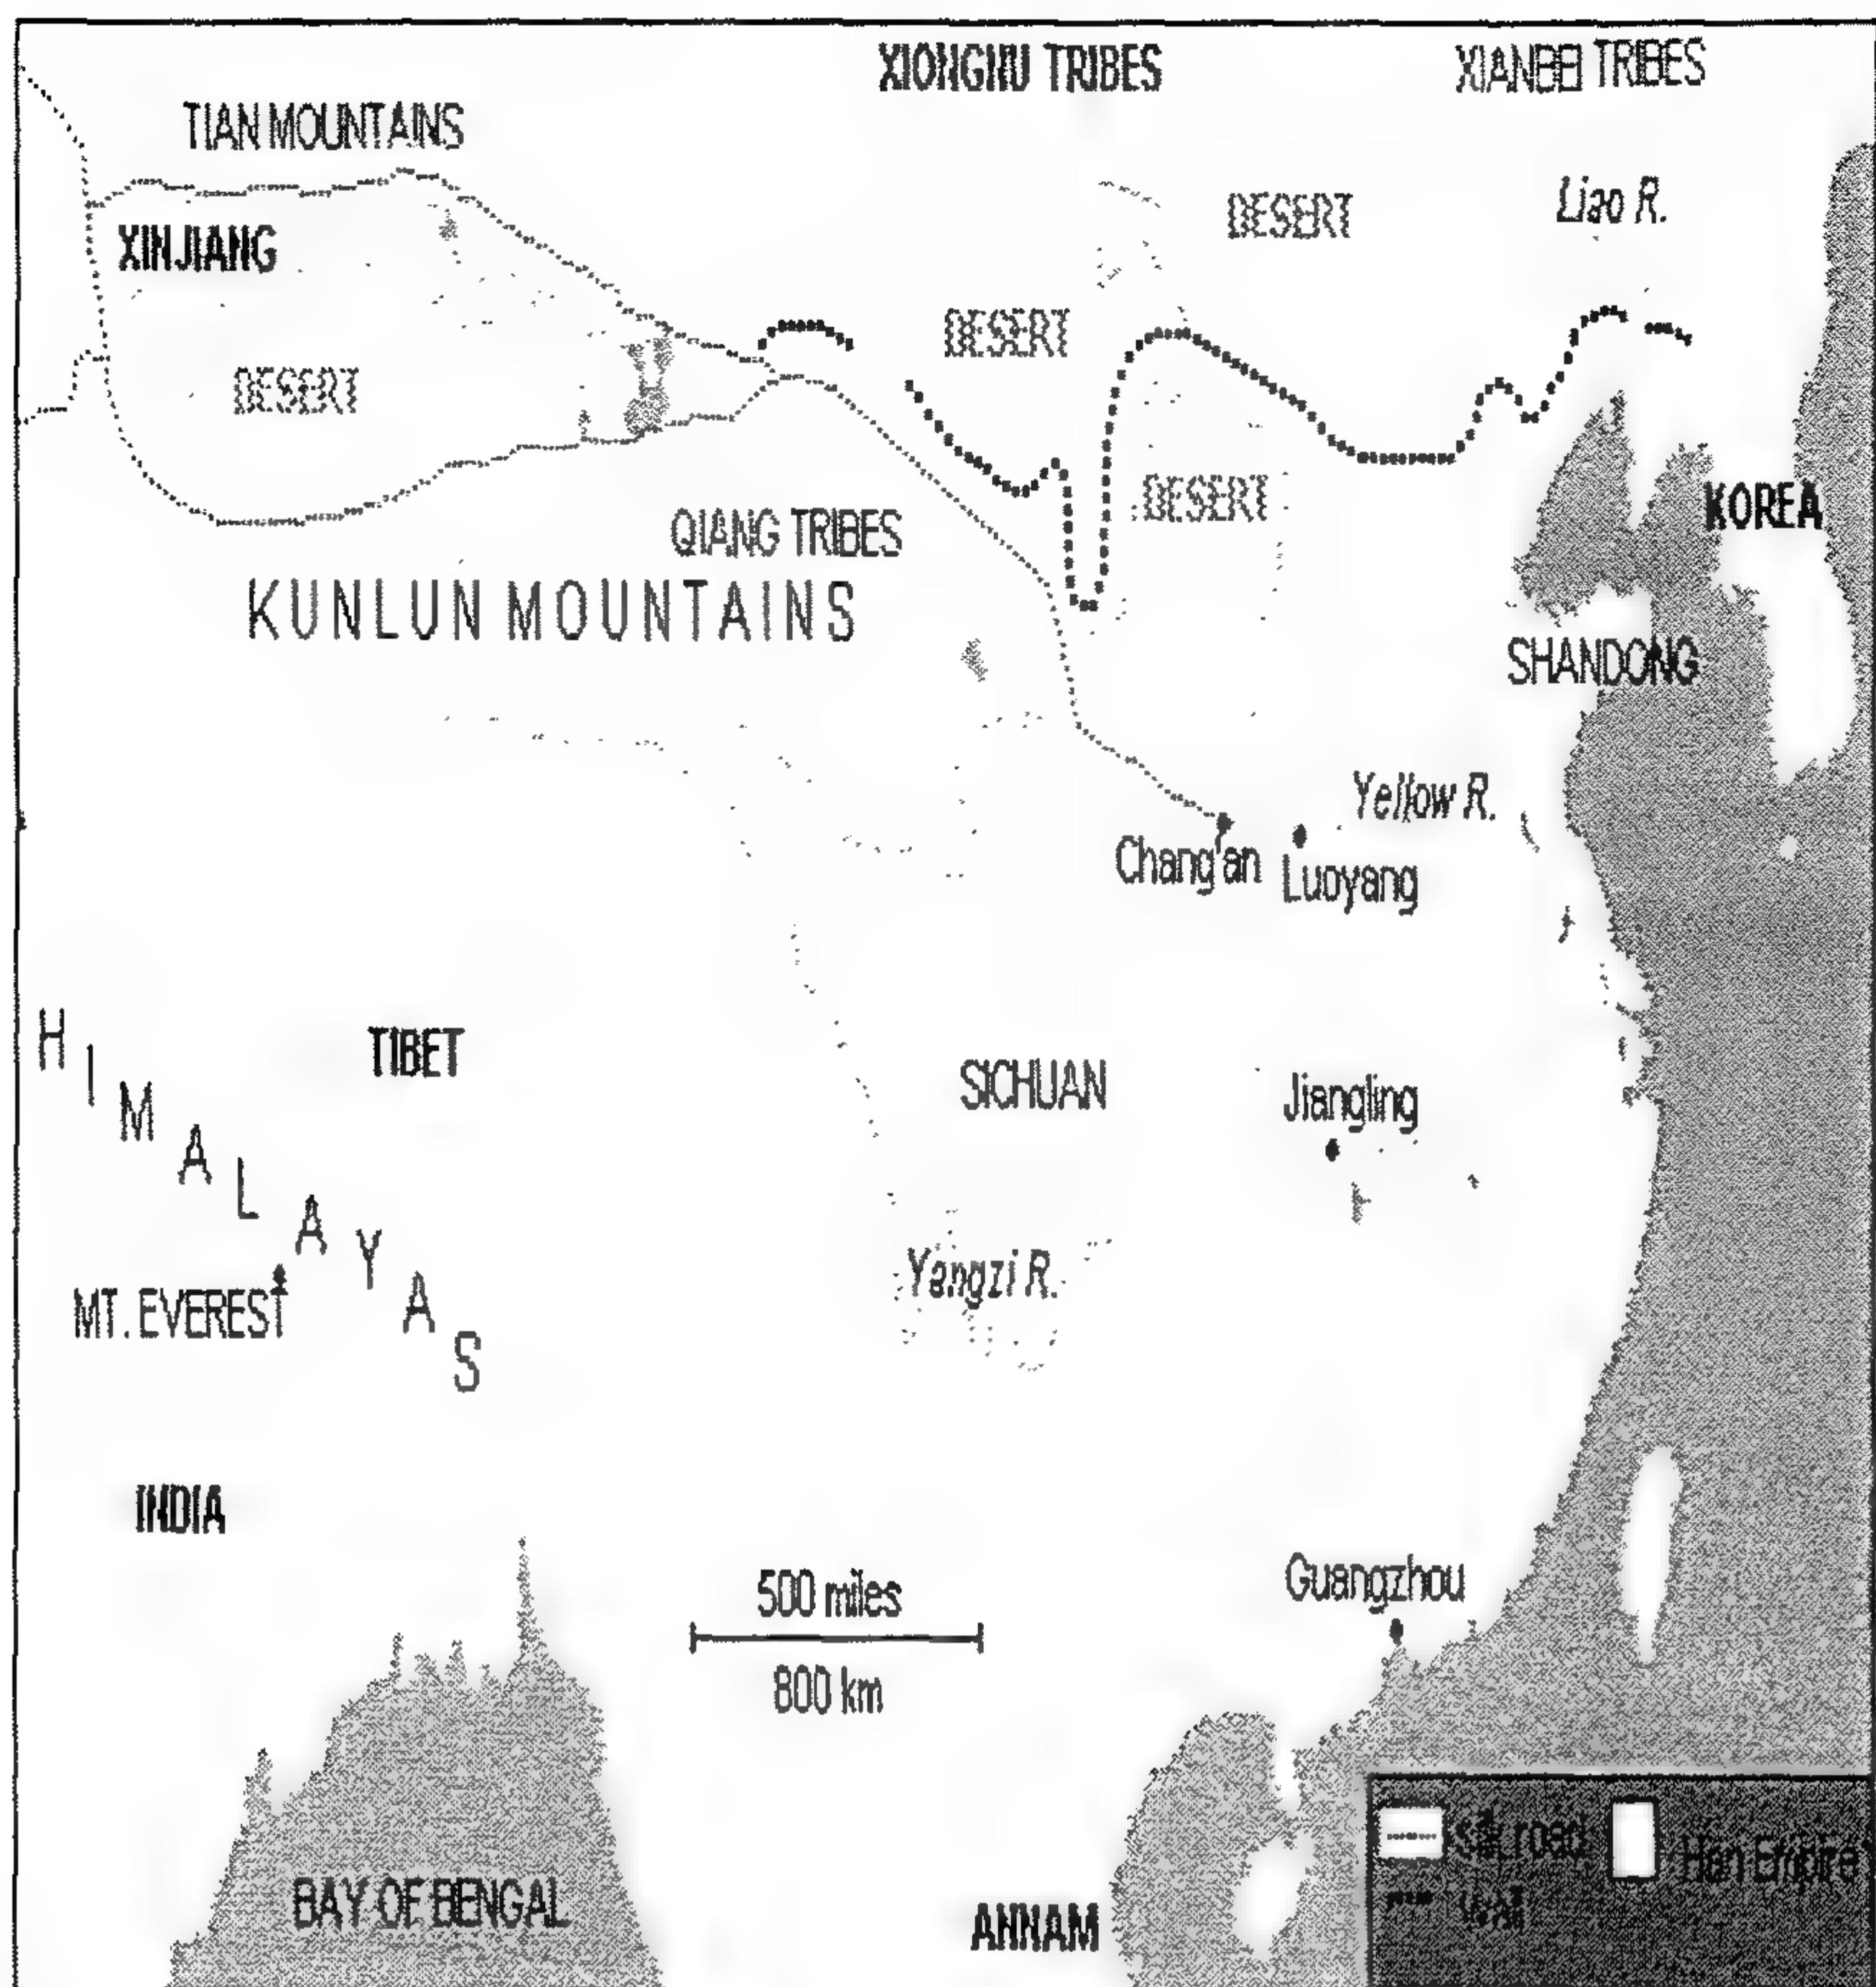 XIONGNU TRIBES
XIANBEI TRIBES
TIAN MOUNTAINS
Liao R.
DESERT
XINJIANG
DESERT
DESERT
DESERT
KOREA
QIANG TRIBES
KUNLUN MOUNTAINS
SHANDONG
Yellow R.
Chang'an
Luoyang
HIMALAYAS
TIBET
SICHUAN
Jiangling
Yangzi R.
MT. EVEREST
INDIA
500 miles
800 km
Guangzhou
silk road
Han Empire
wall
BAY OF BENGAL
ANNAM